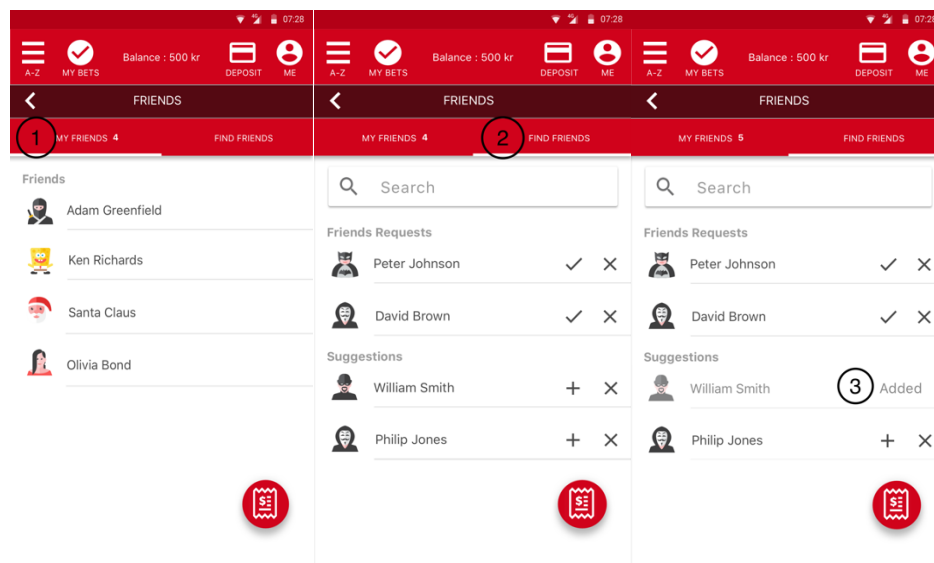 4G 07:28
A-Z MY BETS Balance : 500 kr DEPOSIT ME
FRIENDS
1 MY FRIENDS 4 FIND FRIENDS
Friends
Adam Greenfield
Ken Richards
Santa Claus
Olivia Bond
$
4G 07:28
A-Z MY BETS Balance : 500 kr DEPOSIT ME
FRIENDS
MY FRIENDS 4 2 FIND FRIENDS
Search
Friends Requests
Peter Johnson
David Brown
Suggestions
William Smith
Philip Jones
$
4G 07:28
A-Z MY BETS Balance : 500 kr DEPOSIT ME
FRIENDS
MY FRIENDS 5 FIND FRIENDS
Search
Friends Requests
Peter Johnson
David Brown
Suggestions
William Smith 3 Added
Philip Jones
$